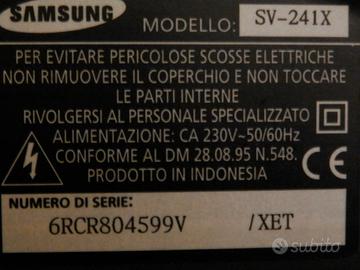 SAMSUNG MODELLO: SV-241X
PER EVITARE PERICOLOSE SCOSSE ELETTRICHE
NON RIMUOVERE IL COPERCHIO E NON TOCCARE
LE PARTI INTERNE
RIVOLGERSI AL PERSONALE SPECIALIZZATO
ALIMENTAZIONE: CA 230V~50/60Hz
CONFORME AL DM 28.08.95 N.548.
PRODOTTO IN INDONESIA
CE
NUMERO DI SERIE:
6RCR804599V /XET
subito